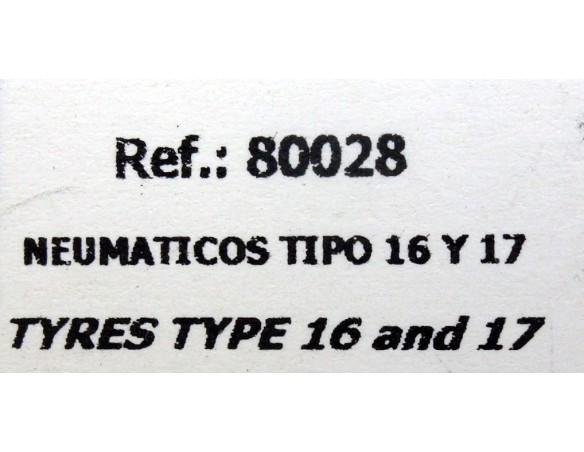 Ref.: 80028
NEUMATICOS TIPO 16 Y 17
TYRES TYPE 16 and 17